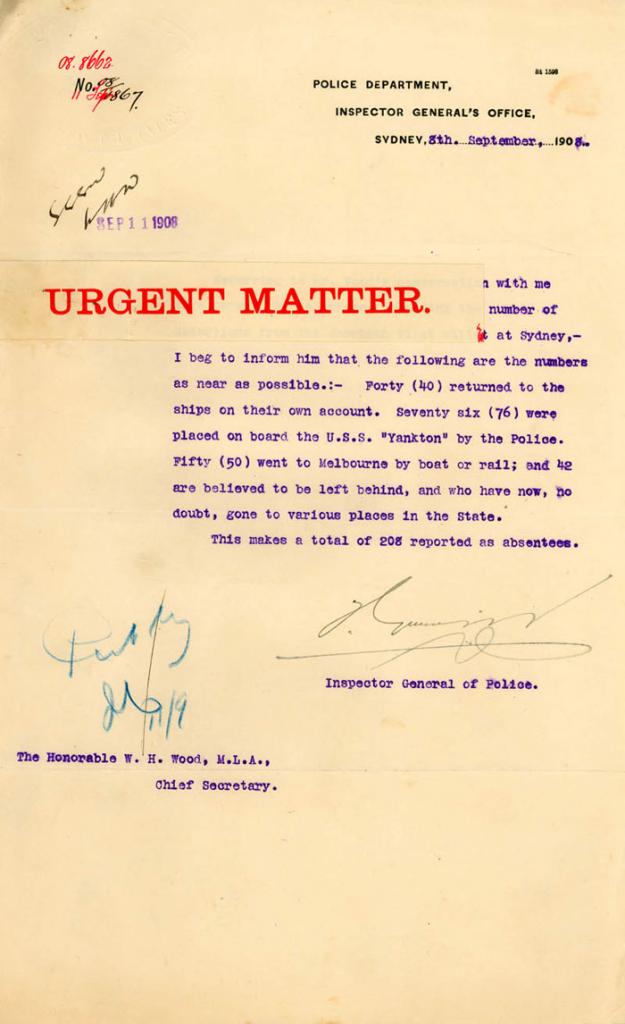 08.8662
No.
867.
84 1598
POLICE DEPARTMENT,
INSPECTOR GENERAL'S OFFICE,
SYDNEY, 8th. September, 1908.
Seen
SEP 11 1908
URGENT MATTER.
n with me
number of
t at Sydney,-
I beg to inform him that the following are the numbers
as near as possible.:- Forty (40) returned to the
ships on their own account. Seventy six (76) were
placed on board the U.S.S. "Yankton" by the Police.
Fifty (50) went to Melbourne by boat or rail; and 42
are believed to be left behind, and who have now, no
doubt, gone to various places in the State.
This makes a total of 208 reported as absentees.
Inspector General of Police.
11/9
The Honorable W. H. Wood, M.L.A.,
Chief Secretary.